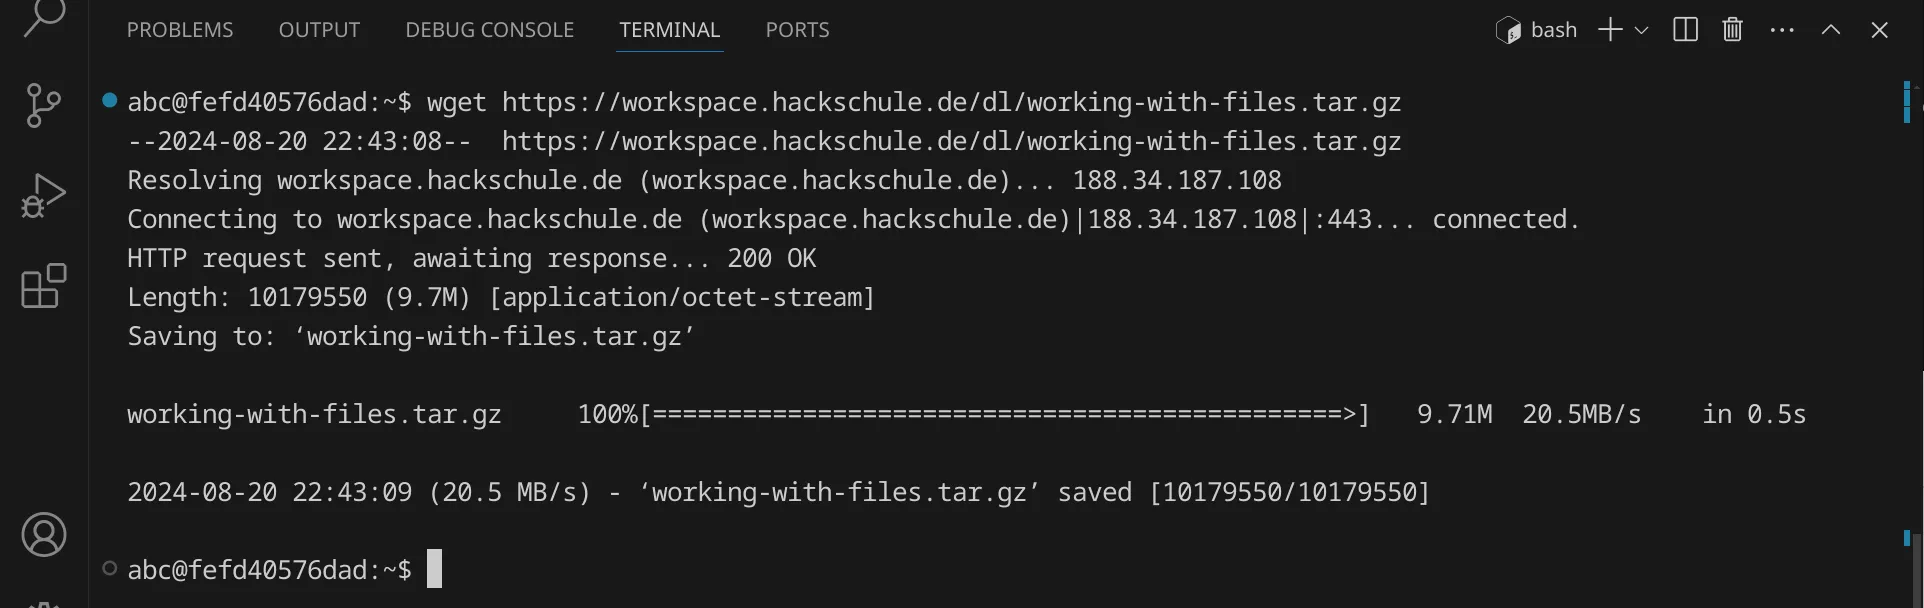 PROBLEMS OUTPUT DEBUG CONSOLE TERMINAL PORTS bash
abc@fefd40576dad:~$ wget https://workspace.hackschule.de/dl/working-with-files.tar.gz
--2024-08-20 22:43:08--  https://workspace.hackschule.de/dl/working-with-files.tar.gz
Resolving workspace.hackschule.de (workspace.hackschule.de)... 188.34.187.108
Connecting to workspace.hackschule.de (workspace.hackschule.de)|188.34.187.108|:443... connected.
HTTP request sent, awaiting response... 200 OK
Length: 10179550 (9.7M) [application/octet-stream]
Saving to: ‘working-with-files.tar.gz’
working-with-files.tar.gz     100%[==============================================>]   9.71M  20.5MB/s    in 0.5s
2024-08-20 22:43:09 (20.5 MB/s) - ‘working-with-files.tar.gz’ saved [10179550/10179550]
abc@fefd40576dad:~$